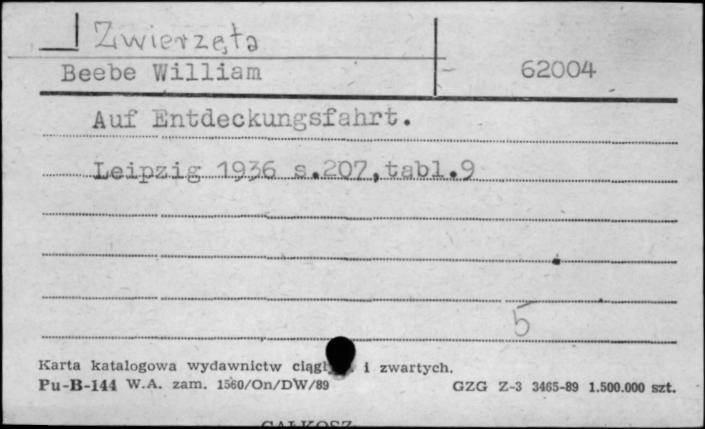 Zwierzęta
Beebe William 62004
Auf Entdeckungsfahrt.
Leipzig 1936 s.207,tabl.9
5
Karta katalogowa wydawnictw i zwartych.
Pu-B-144 W.A. zam. 1560/On/DW/89 GZG Z-3 3465-89 1.500.000 szt.